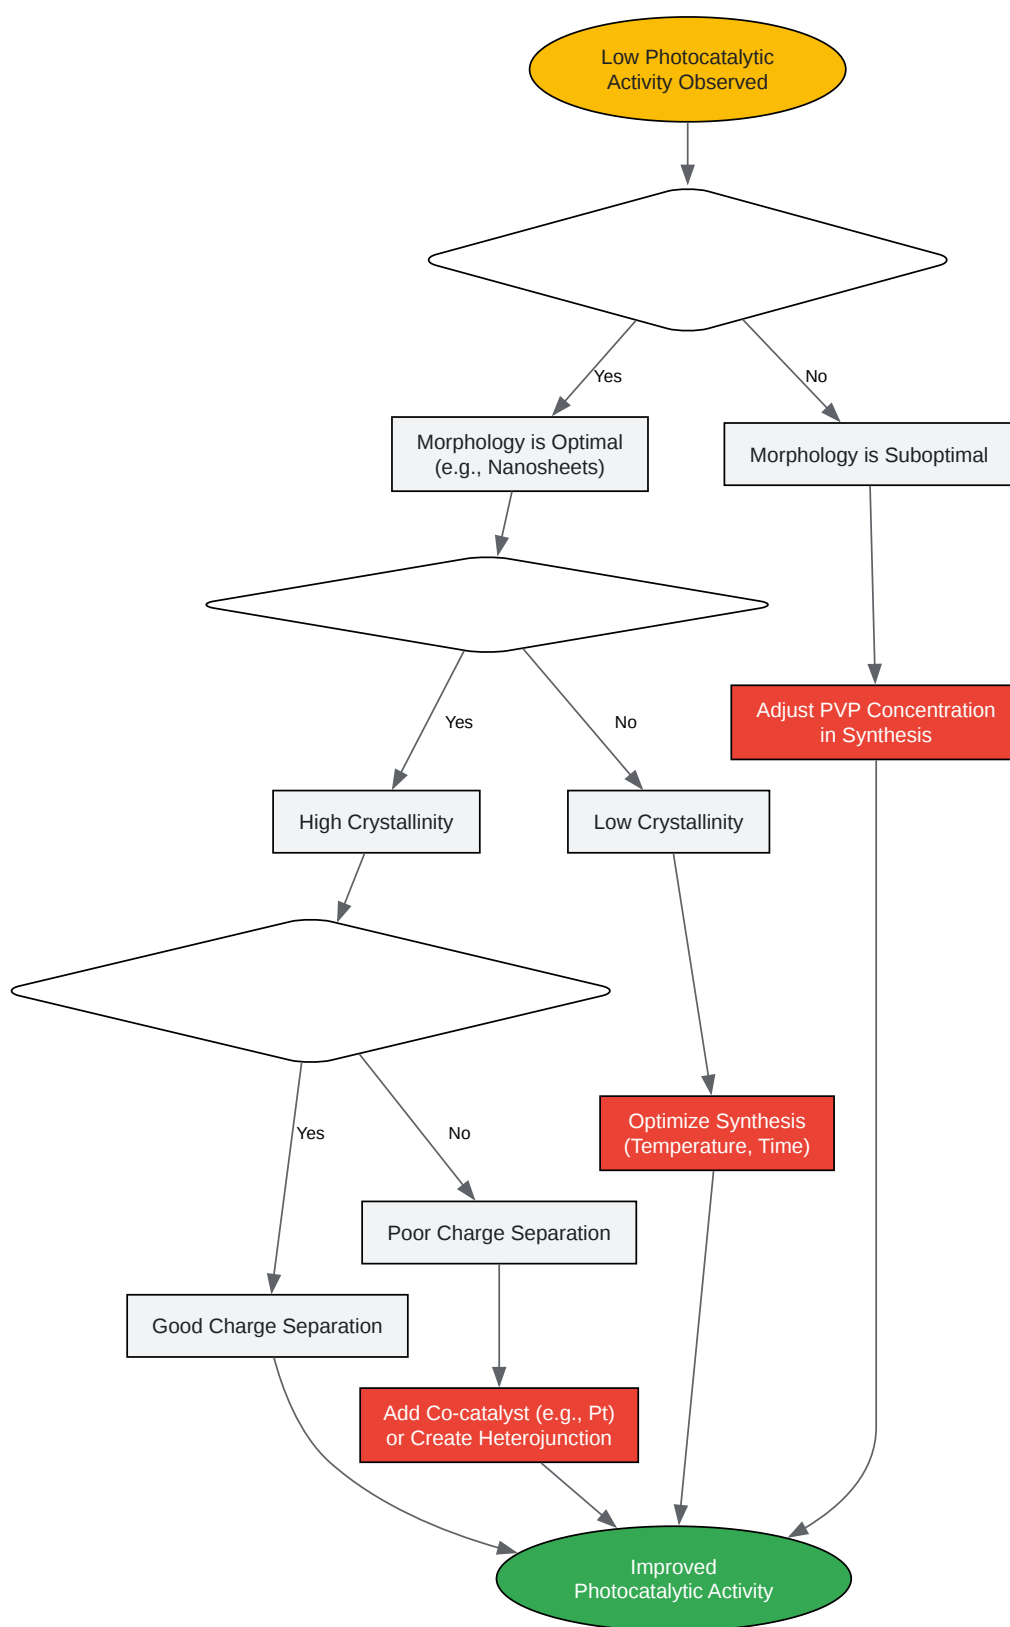 Low Photocatalytic
Activity Observed
Yes
No
Morphology is Optimal
(e.g., Nanosheets)
Morphology is Suboptimal
Adjust PVP Concentration
in Synthesis
Yes
No
High Crystallinity
Low Crystallinity
Optimize Synthesis
(Temperature, Time)
Yes
No
Poor Charge Separation
Good Charge Separation
Add Co-catalyst (e.g., Pt)
or Create Heterojunction
Improved
Photocatalytic Activity